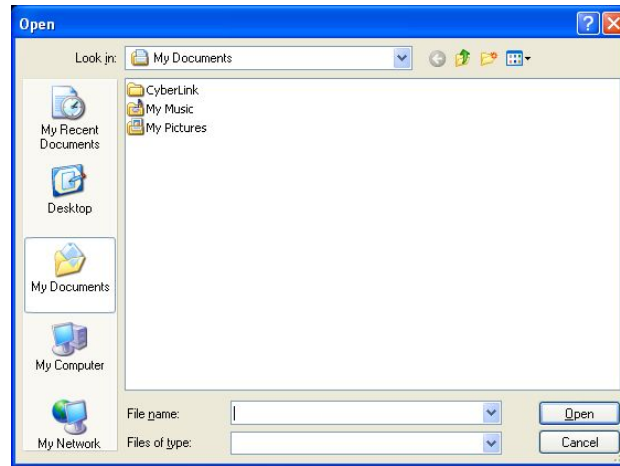 Open
Look in:
My Documents
CyberLink
My Music
My Pictures
My Recent
Documents
Desktop
My Documents
My Computer
My Network
File name:
Open
Files of type:
Cancel